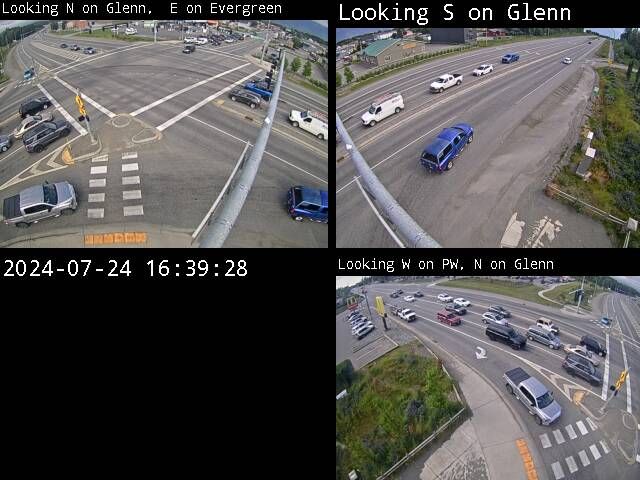 Looking N on Glenn,  E on Evergreen
Looking S on Glenn
2024-07-24 16:39:28
Looking W on PW, N on Glenn